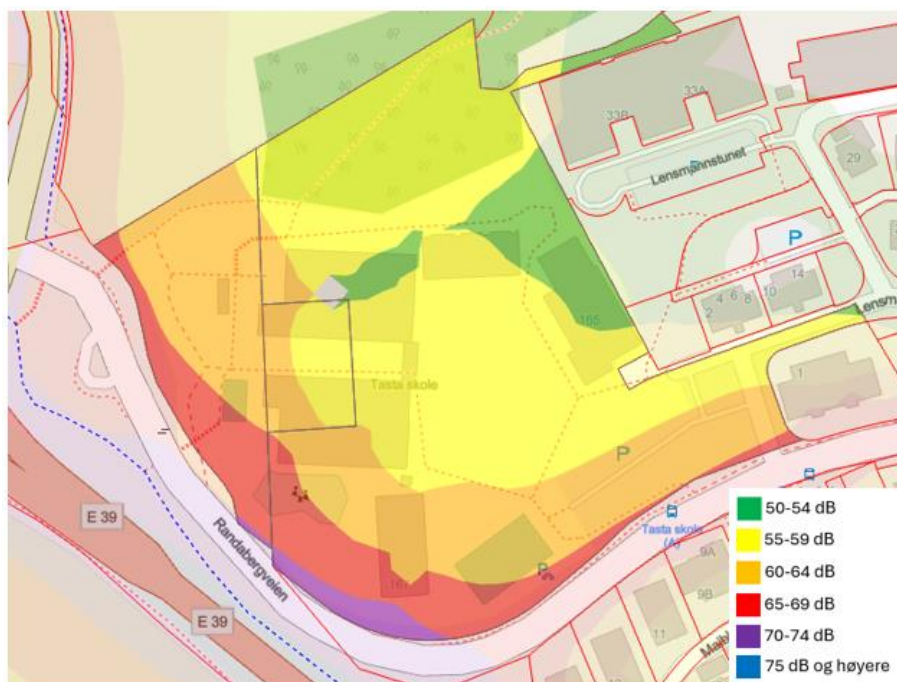 33A
33B
Lensmannstunet
29
P
14
10
8
6
4
2
Lensm
165
1
Tasta skole
P
E 39
Randabergveien
E 39
167
P
Tasta skole
(A)
9A
9B
11
50-54 dB
55-59 dB
60-64 dB
65-69 dB
70-74 dB
75 dB og høyere